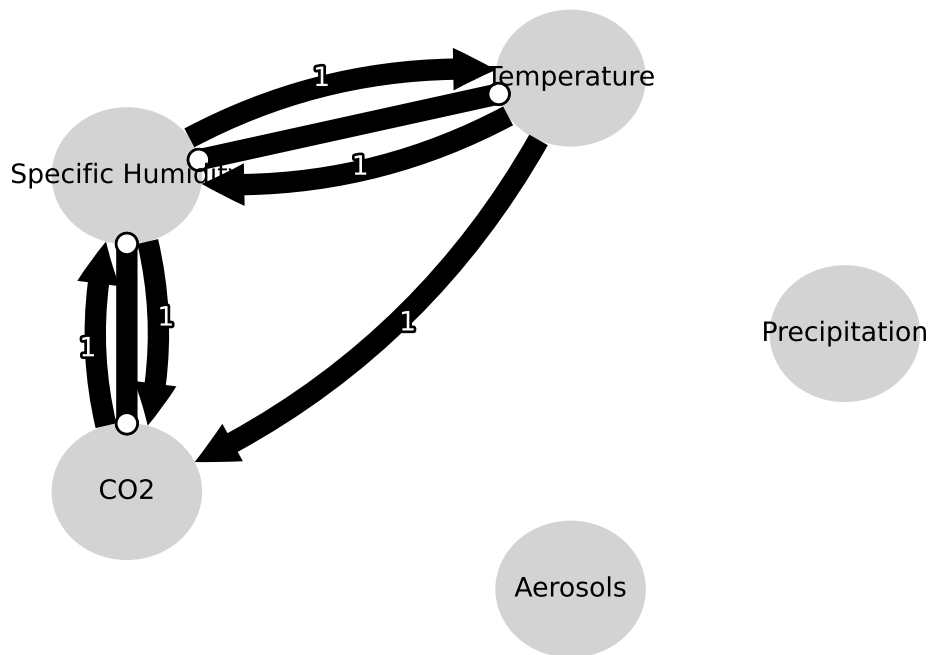 Temperature
1
1
Specific Humidity
1
1
1
Precipitation
CO2
Aerosols